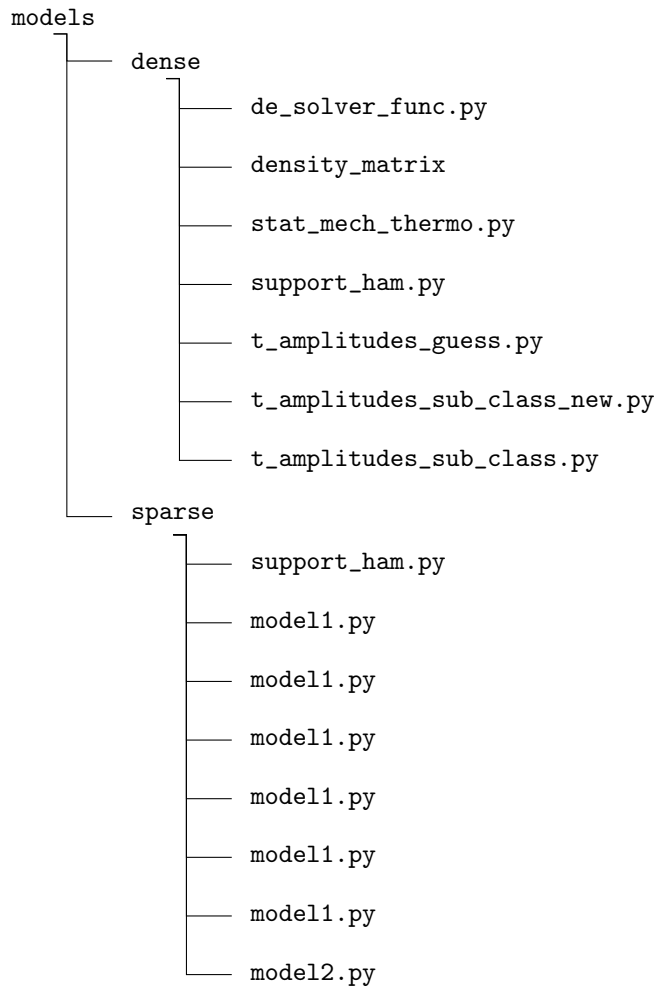 models
dense
de_solver_func.py
density_matrix
stat_mech_thermo.py
support_ham.py
t_amplitudes_guess.py
t_amplitudes_sub_class_new.py
t_amplitudes_sub_class.py
sparse
support_ham.py
model1.py
model1.py
model1.py
model1.py
model1.py
model1.py
model2.py